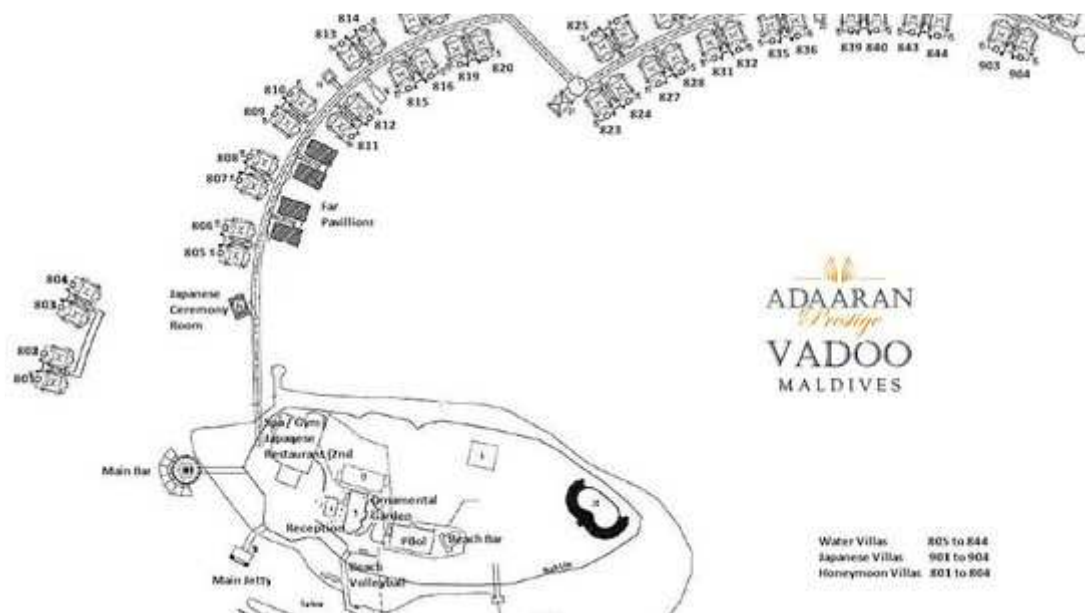 814
813
825
810
809
819
820
816
815
812
811
831
832
828
827
824
823
835
836
839
840
843
844
903
904
808
807
806
805
Far
Pavillions
804
803
802
801
Japanese
Ceremony
Room
ADAARAN
Prestige
VADOO
MALDIVES
Spa / Gym
Japanese
Restaurant (2nd
Main Bar
Ornamental
Garden
Reception
Pool
Beach Bar
Main Jetty
Beach
Volleyball
Water Villas 805 to 844
Japanese Villas 901 to 904
Honeymoon Villas 801 to 804